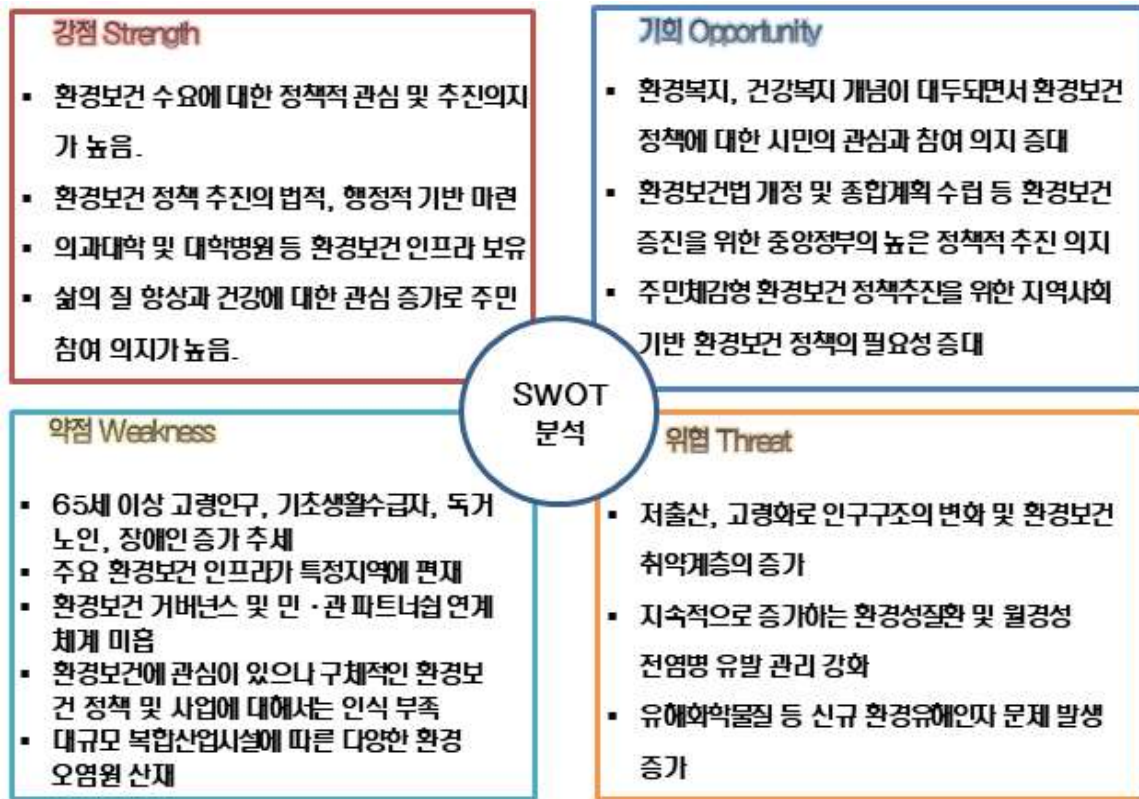 강점 Strength
▪ 환경보건 수요에 대한 정책적 관심 및 추진의지
가 높음.
▪ 환경보건 정책 추진의 법적, 행정적 기반 마련
▪ 의과대학 및 대학병원 등 환경보건 인프라 보유
▪ 삶의 질 향상과 건강에 대한 관심 증가로 주민
참여 의지가 높음.
기회 Opportunity
▪ 환경복지, 건강복지 개념이 대두되면서 환경보건
정책에 대한 시민의 관심과 참여 의지 증대
▪ 환경보건법 개정 및 종합계획 수립 등 환경보건
증진을 위한 중앙정부의 높은 정책적 추진 의지
▪ 주민체감형 환경보건 정책추진을 위한 지역사회
기반 환경보건 정책의 필요성 증대
SWOT
분석
약점 Weakness
▪ 65세 이상 고령인구, 기초생활수급자, 독거
노인, 장애인 증가 추세
▪ 주요 환경보건 인프라가 특정지역에 편재
▪ 환경보건 거버넌스 및 민·관 파트너쉽 연계
체계 미흡
▪ 환경보건에 관심이 있으나 구체적인 환경보
건 정책 및 사업에 대해서는 인식 부족
▪ 대규모 복합산업시설에 따른 다양한 환경
오염원 산재
위협 Threat
▪ 저출산, 고령화로 인구구조의 변화 및 환경보건
취약계층의 증가
▪ 지속적으로 증가하는 환경성질환 및 월경성
전염병 유발 관리 강화
▪ 유해화학물질 등 신규 환경유해인자 문제 발생
증가